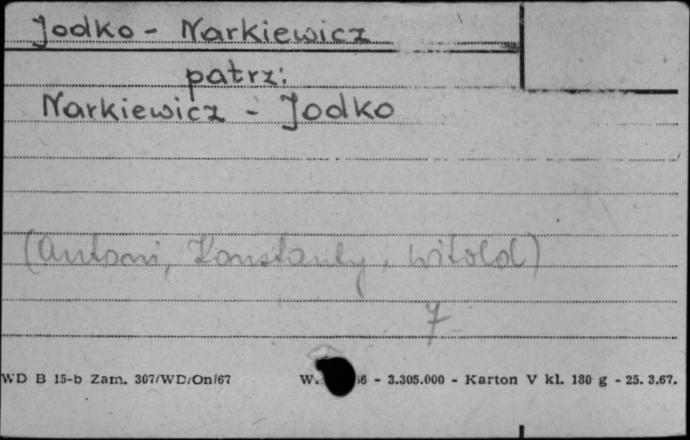 Jodko - Narkiewicz
patrz:
Narkiewicz - Jodko
(Antoni, Konstanty, Witold)
7
WD B 15-b Zam. 307/WD/On/67 W. 66 - 3.305.000 - Karton V kl. 180 g - 25. 3.67.